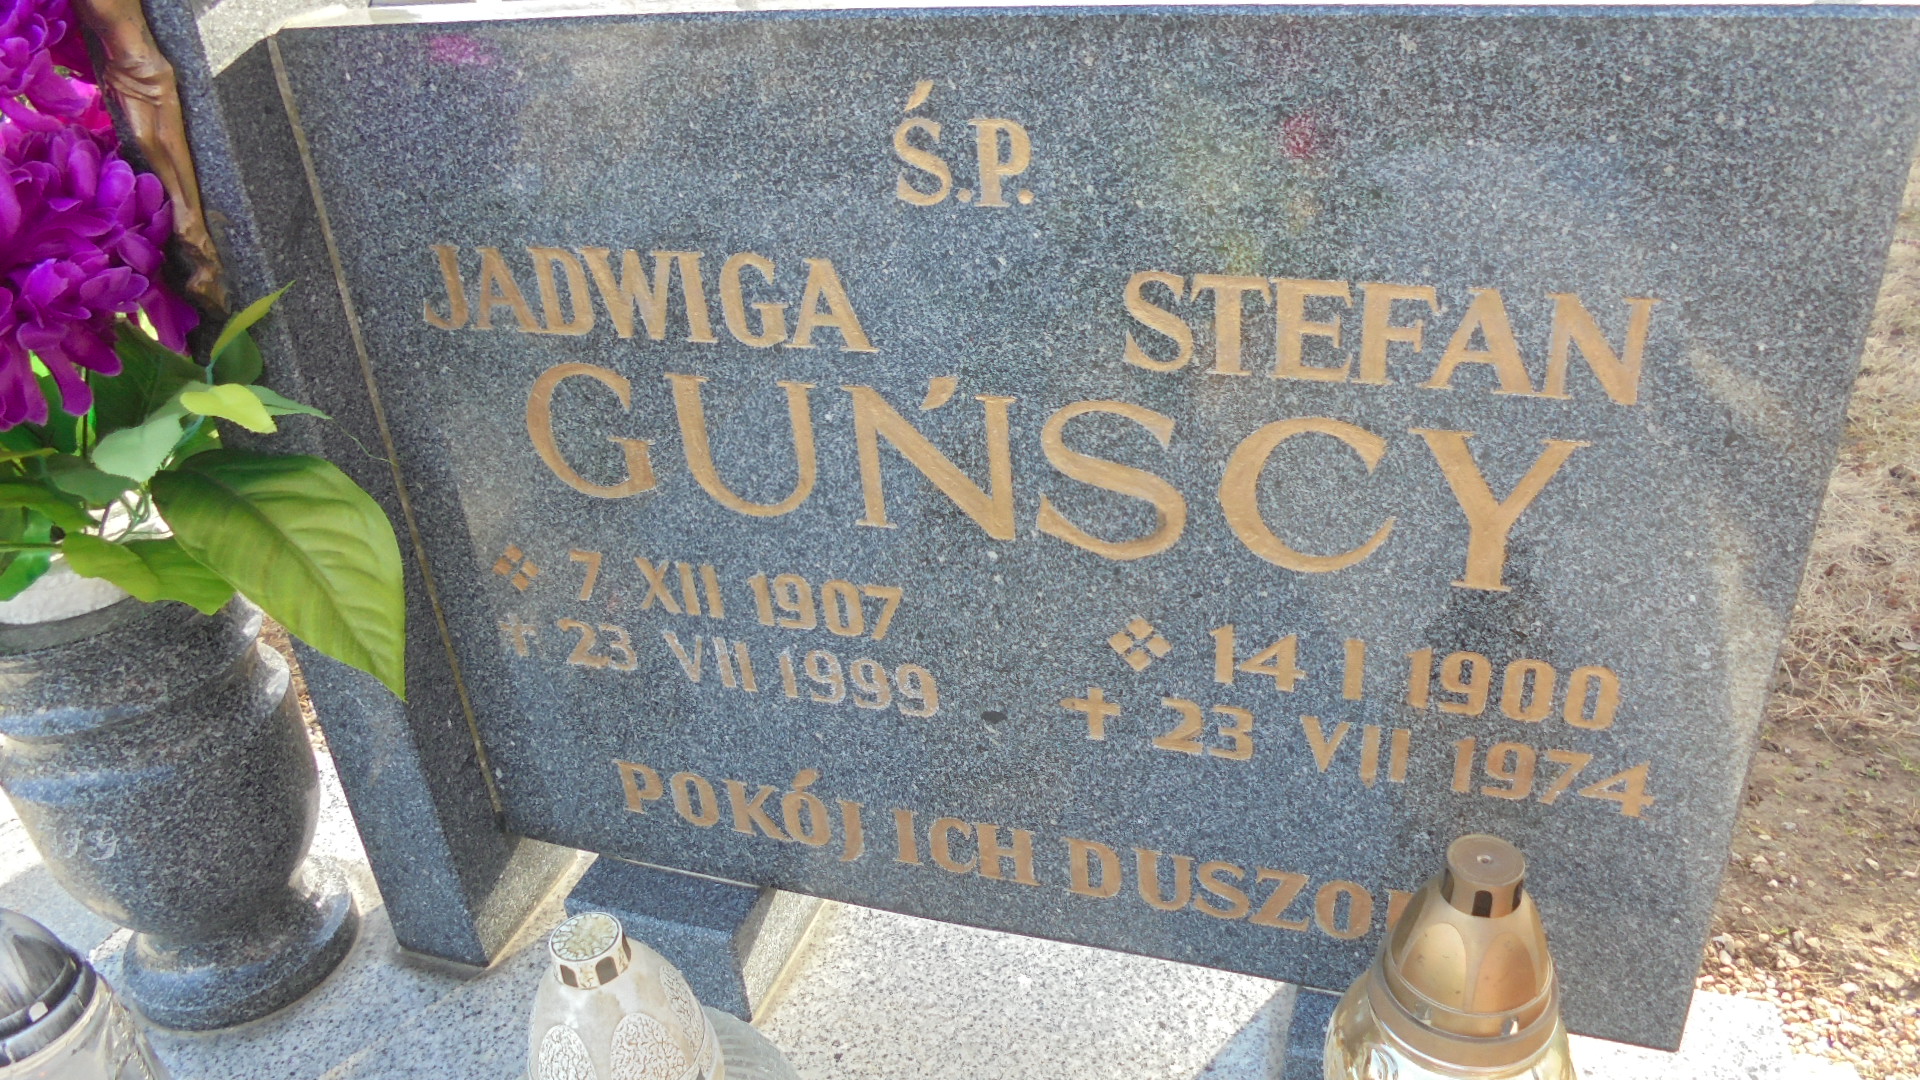 Ś.P.
JADWIGA STEFAN
GUŃSCY
7 XII 1907 14 I 1900
23 VII 1999 23 VII 1974
POKÓJ ICH